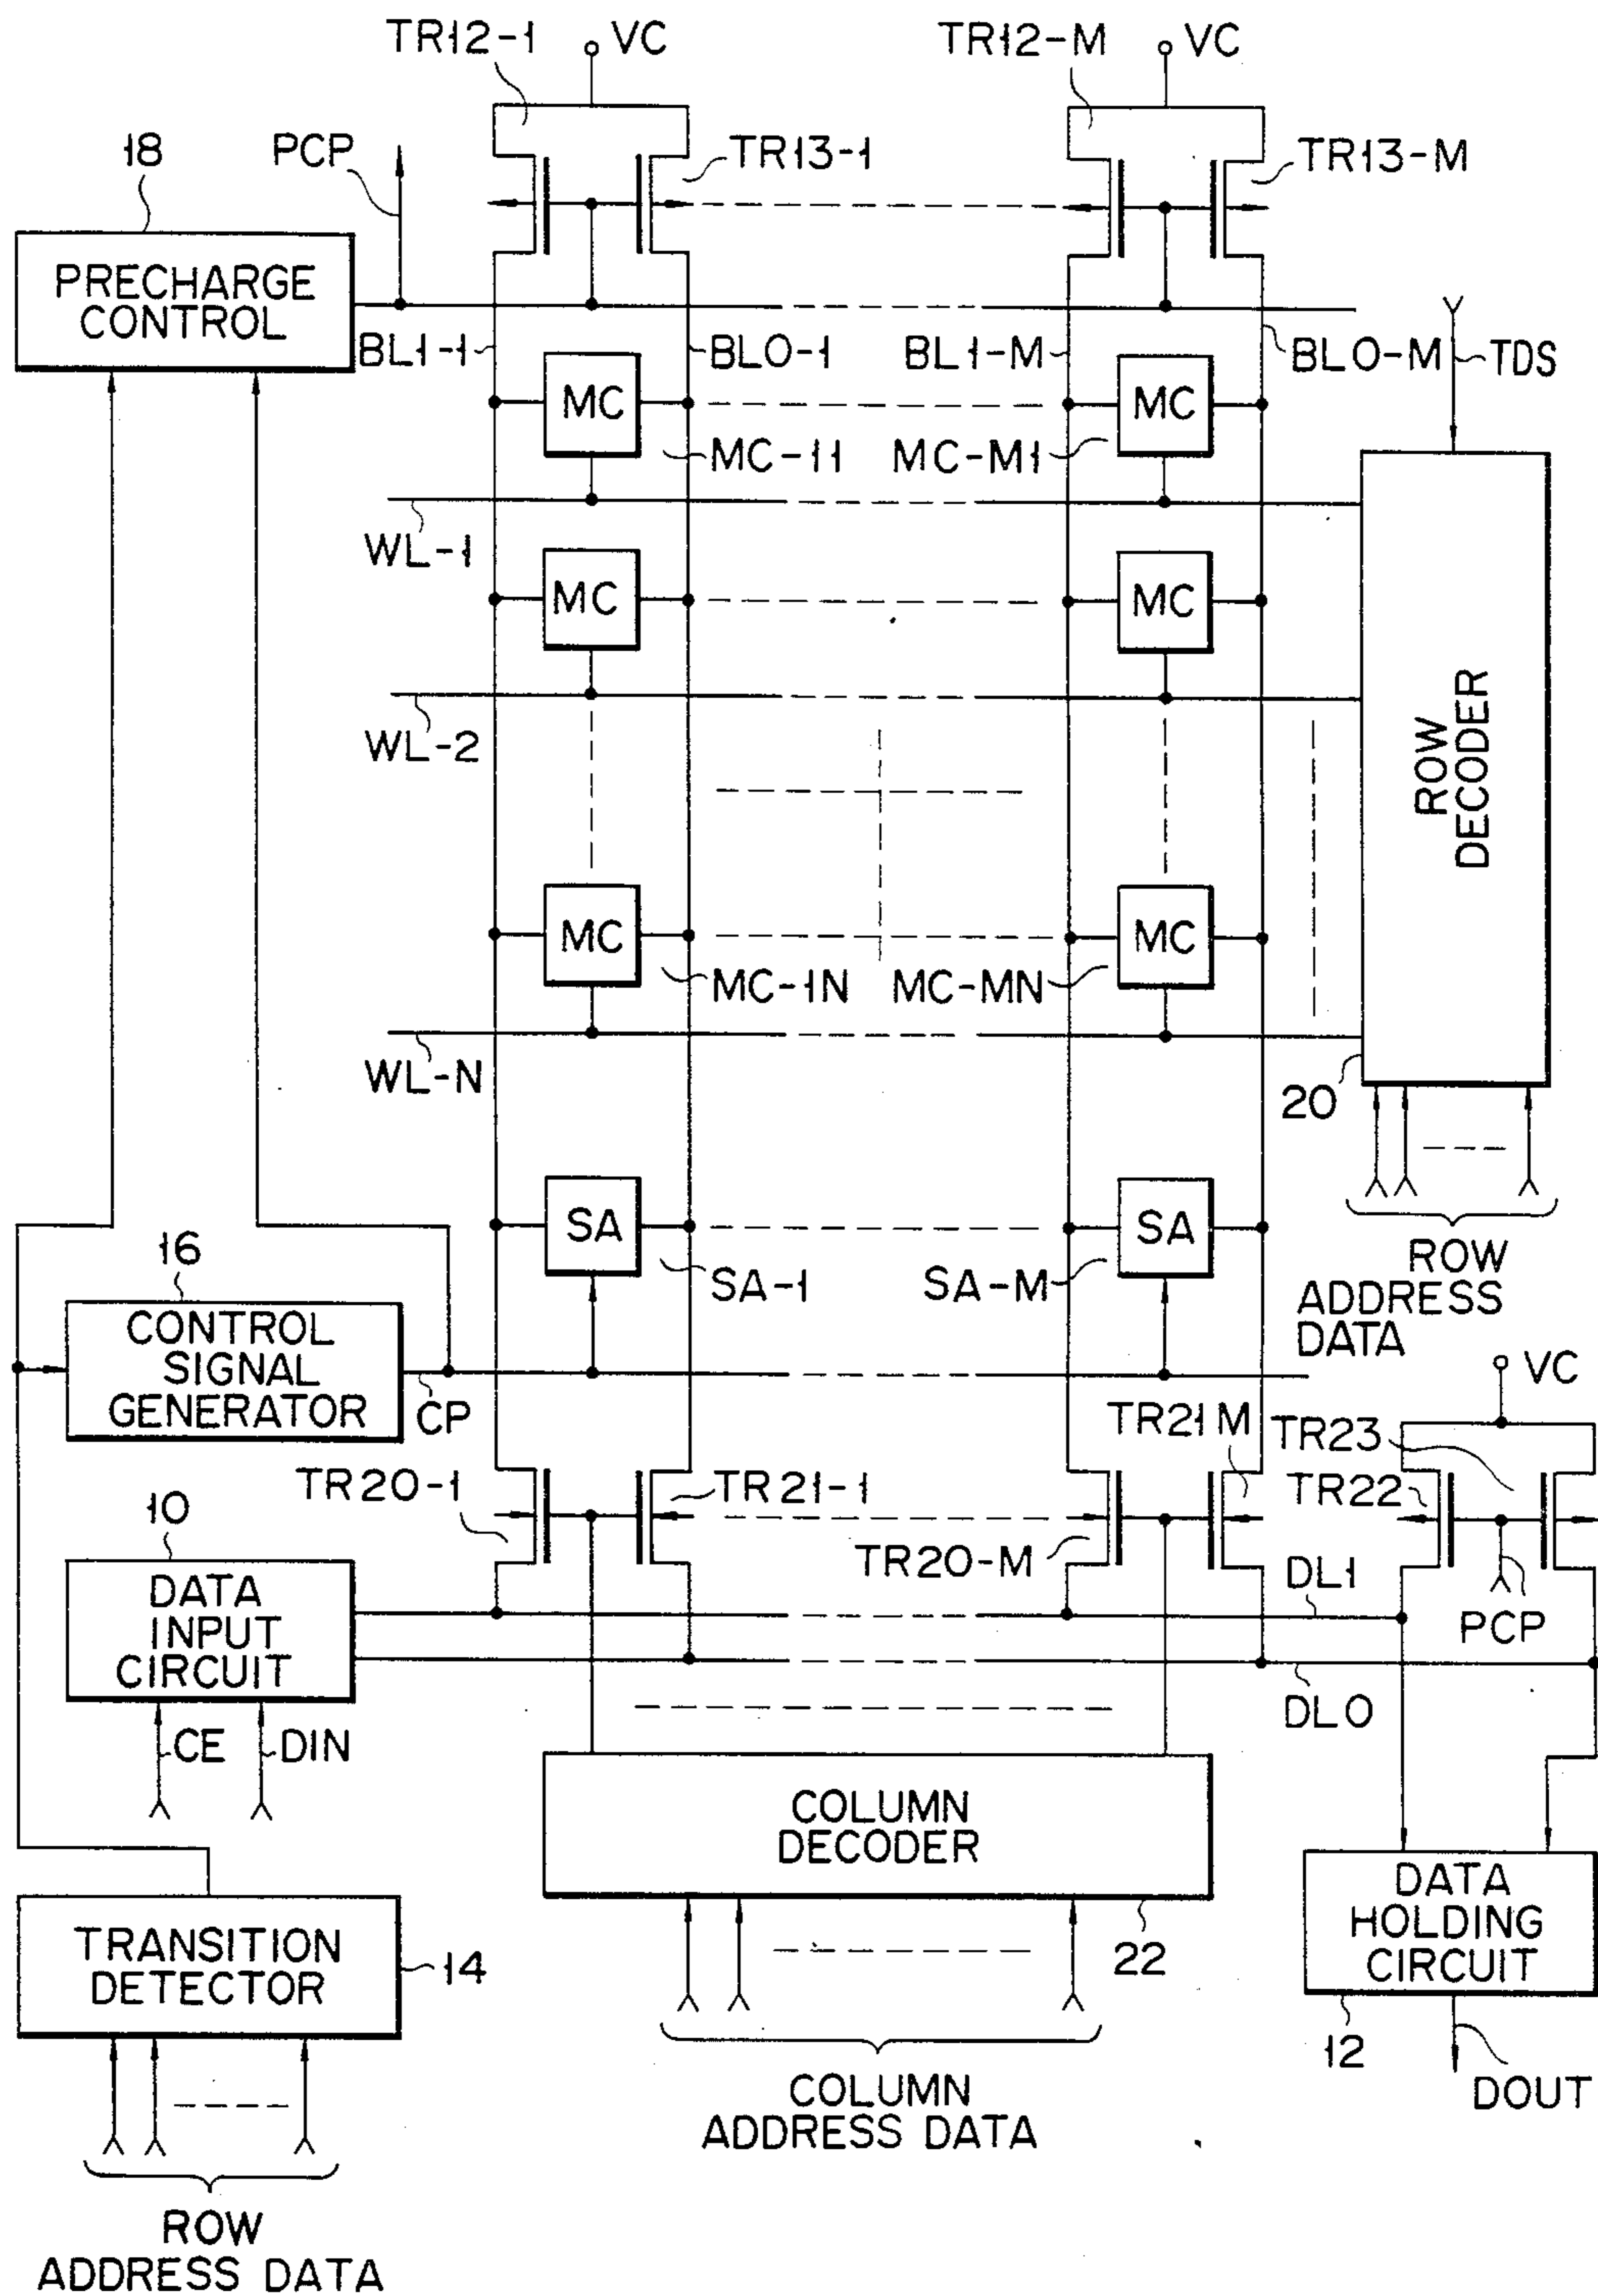 TR12-1
VC
TR12-M
VC
18
PCP
TR13-1
TR13-M
PRECHARGE
CONTROL
BL1-1
BL0-1
BL1-M
BL0-M
TDS
MC
MC
MC-11
MC-M1
WL-1
MC
MC
WL-2
ROW
DECODER
MC
MC
MC-1N
MC-MN
WL-N
20
SA
SA
SA-1
SA-M
ROW
ADDRESS
DATA
16
CONTROL
SIGNAL
GENERATOR
CP
VC
TR20-1
TR21-1
TR21M
TR23
TR22
TR20-M
10
DATA
INPUT
CIRCUIT
DL1
PCP
DL0
CE
DIN
COLUMN
DECODER
22
DATA
HOLDING
CIRCUIT
TRANSITION
DETECTOR
14
12
DOUT
COLUMN
ADDRESS DATA
ROW
ADDRESS DATA